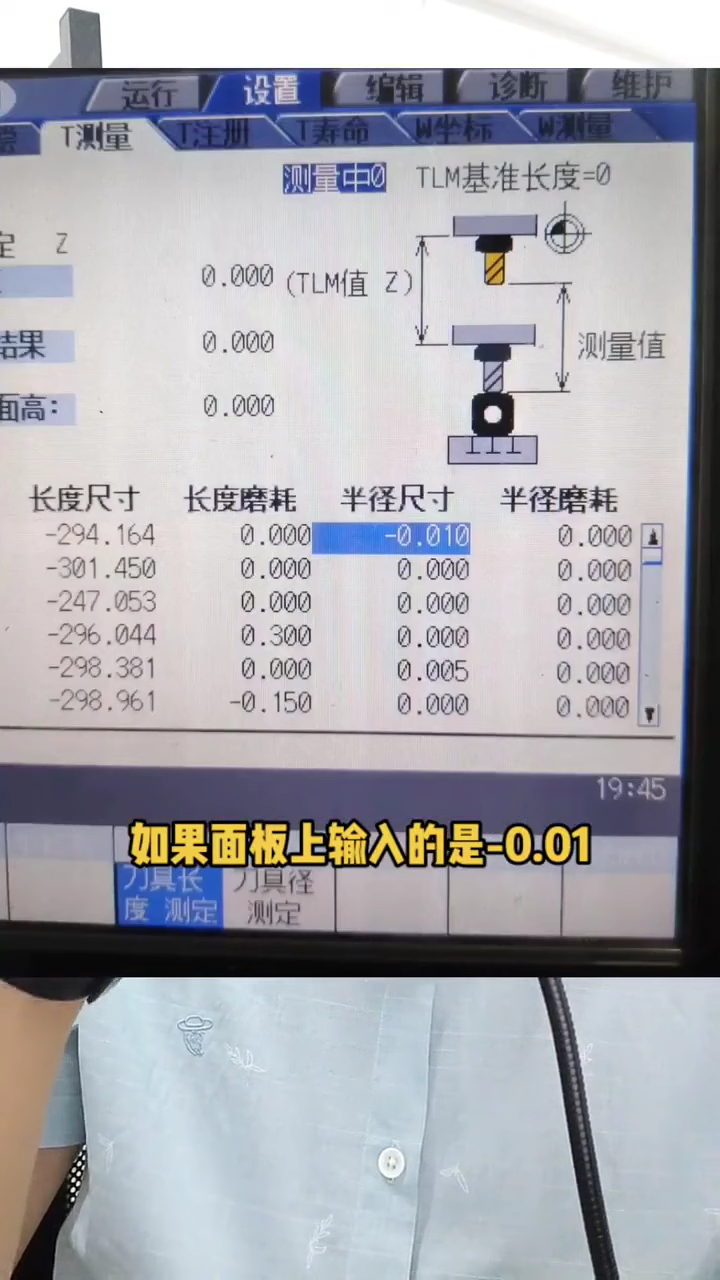 运行 设置 编辑 诊断 维护
T测量 T注册 T寿命 W坐标 W测量
测量中0 TLM基准长度=0
定 Z
0.000 (TLM值 Z)
结果 0.000 测量值
面高: 0.000
长度尺寸 长度磨耗 半径尺寸 半径磨耗
-294.164 0.000 -0.010 0.000
-301.450 0.000 0.000 0.000
-247.053 0.000 0.000 0.000
-296.044 0.300 0.000 0.000
-298.381 0.000 0.005 0.000
-298.961 -0.150 0.000 0.000
19:45
如果面板上输入的是-0.01
刀具长 刀具径
度 测定 测定